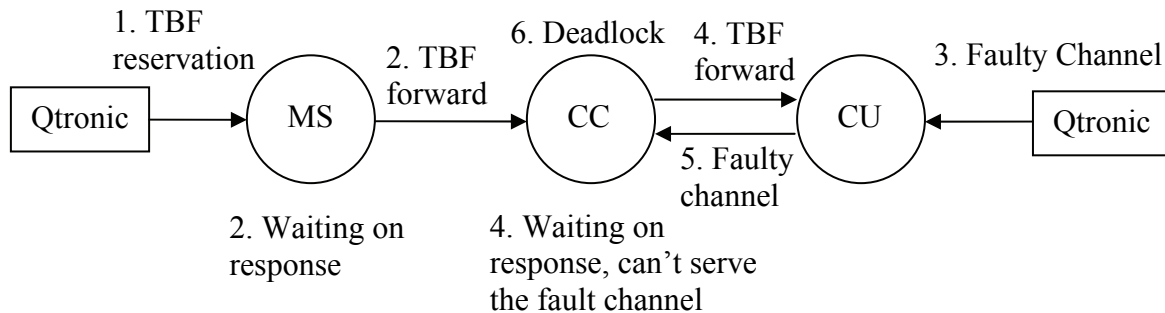 1. TBF
reservation
2. TBF
forward
6. Deadlock
4. TBF
forward
3. Faulty Channel
Qtronic
MS
CC
CU
Qtronic
5. Faulty
channel
2. Waiting on
response
4. Waiting on
response, can’t serve
the fault channel